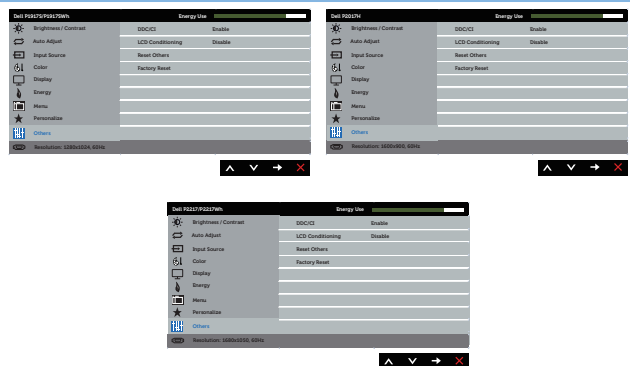 Dell P1917S/P1917SWh Energy Use
Brightness / Contrast DDC/CI Enable
Auto Adjust LCD Conditioning Disable
Input Source Reset Others
Color Factory Reset
Display
Energy
Menu
Personalize
Others
Resolution: 1280x1024, 60Hz
Dell P2017H Energy Use
Brightness / Contrast DDC/CI Enable
Auto Adjust LCD Conditioning Disable
Input Source Reset Others
Color Factory Reset
Display
Energy
Menu
Personalize
Others
Resolution: 1600x900, 60Hz
Dell P2217/P2217Wh Energy Use
Brightness / Contrast DDC/CI Enable
Auto Adjust LCD Conditioning Disable
Input Source Reset Others
Color Factory Reset
Display
Energy
Menu
Personalize
Others
Resolution: 1680x1050, 60Hz